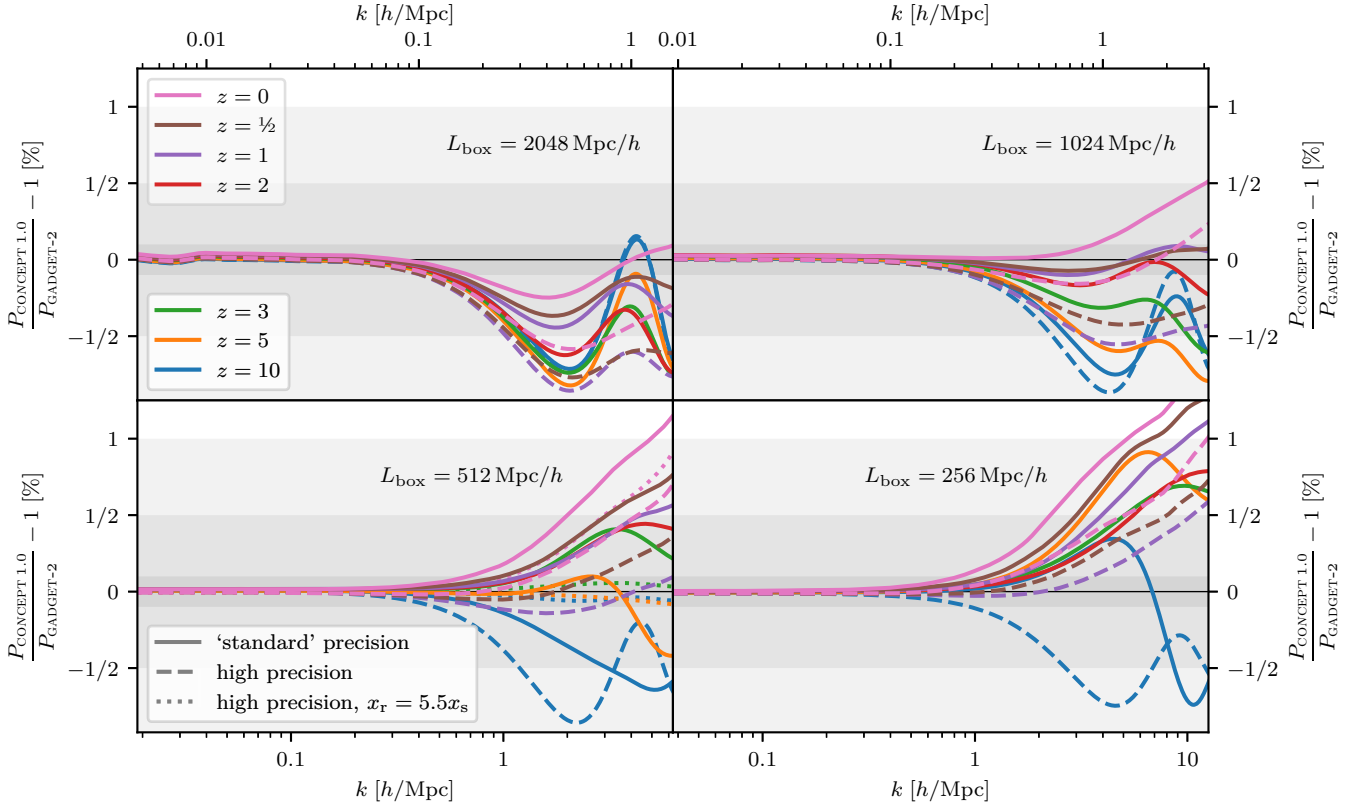 k [h/Mpc]
k [h/Mpc]
0.01
0.1
1
0.01
0.1
1
P_CONCEPT 1.0 / P_GADGET-2 − 1 [%]
1
1/2
0
−1/2
z = 0
z = ½
z = 1
z = 2
z = 3
z = 5
z = 10
L_box = 2048 Mpc/h
L_box = 1024 Mpc/h
1
1/2
0
−1/2
P_CONCEPT 1.0 / P_GADGET-2 − 1 [%]
P_CONCEPT 1.0 / P_GADGET-2 − 1 [%]
1
1/2
0
−1/2
L_box = 512 Mpc/h
‘standard’ precision
high precision
high precision, x_r = 5.5x_s
L_box = 256 Mpc/h
1
1/2
0
−1/2
P_CONCEPT 1.0 / P_GADGET-2 − 1 [%]
0.1
1
0.1
1
10
k [h/Mpc]
k [h/Mpc]